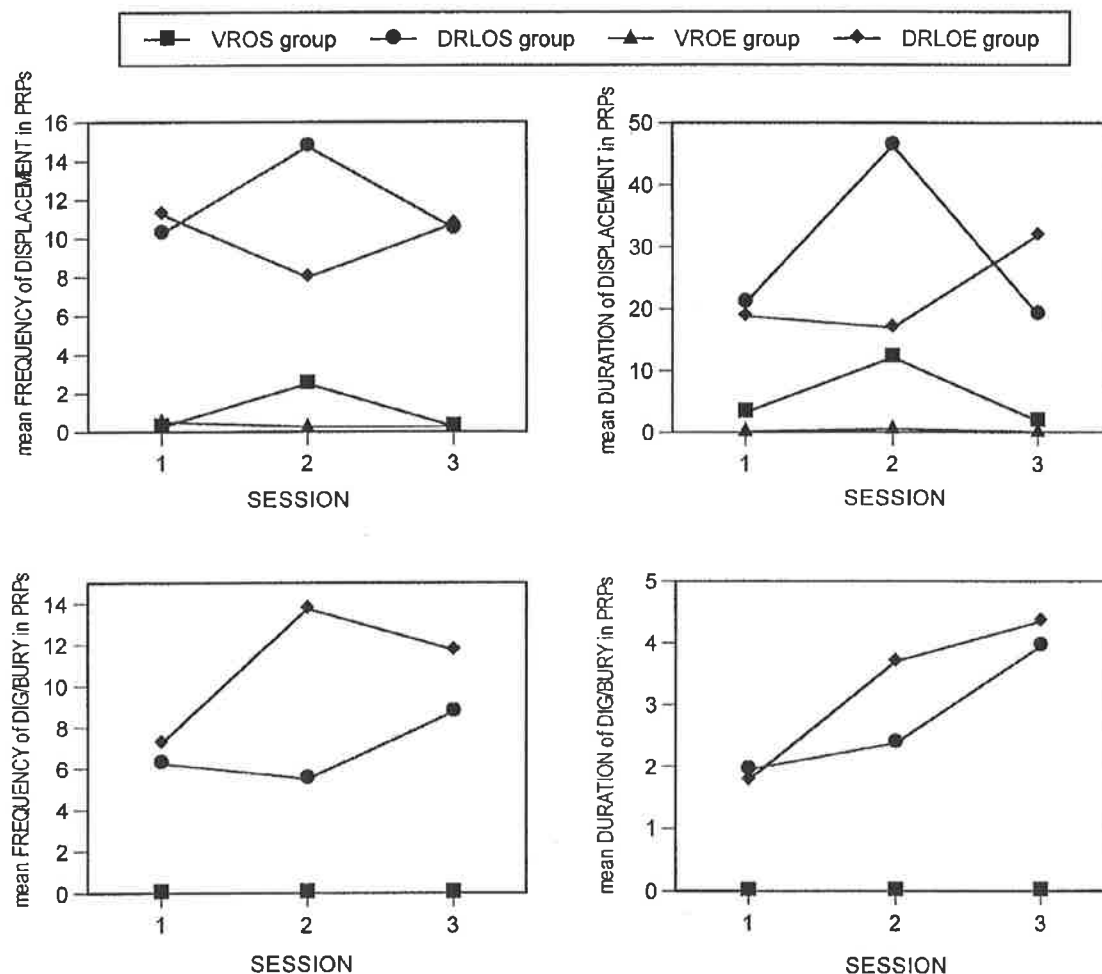 VROS group DRLOS group VROE group DRLOE group
mean FREQUENCY of DISPLACEMENT in PRPs
16
14
12
10
8
6
4
2
0
1 2 3
SESSION
mean DURATION of DISPLACEMENT in PRPs
50
40
30
20
10
0
1 2 3
SESSION
mean FREQUENCY of DIG/BURY in PRPs
14
12
10
8
6
4
2
0
1 2 3
SESSION
mean DURATION of DIG/BURY in PRPs
5
4
3
2
1
0
1 2 3
SESSION